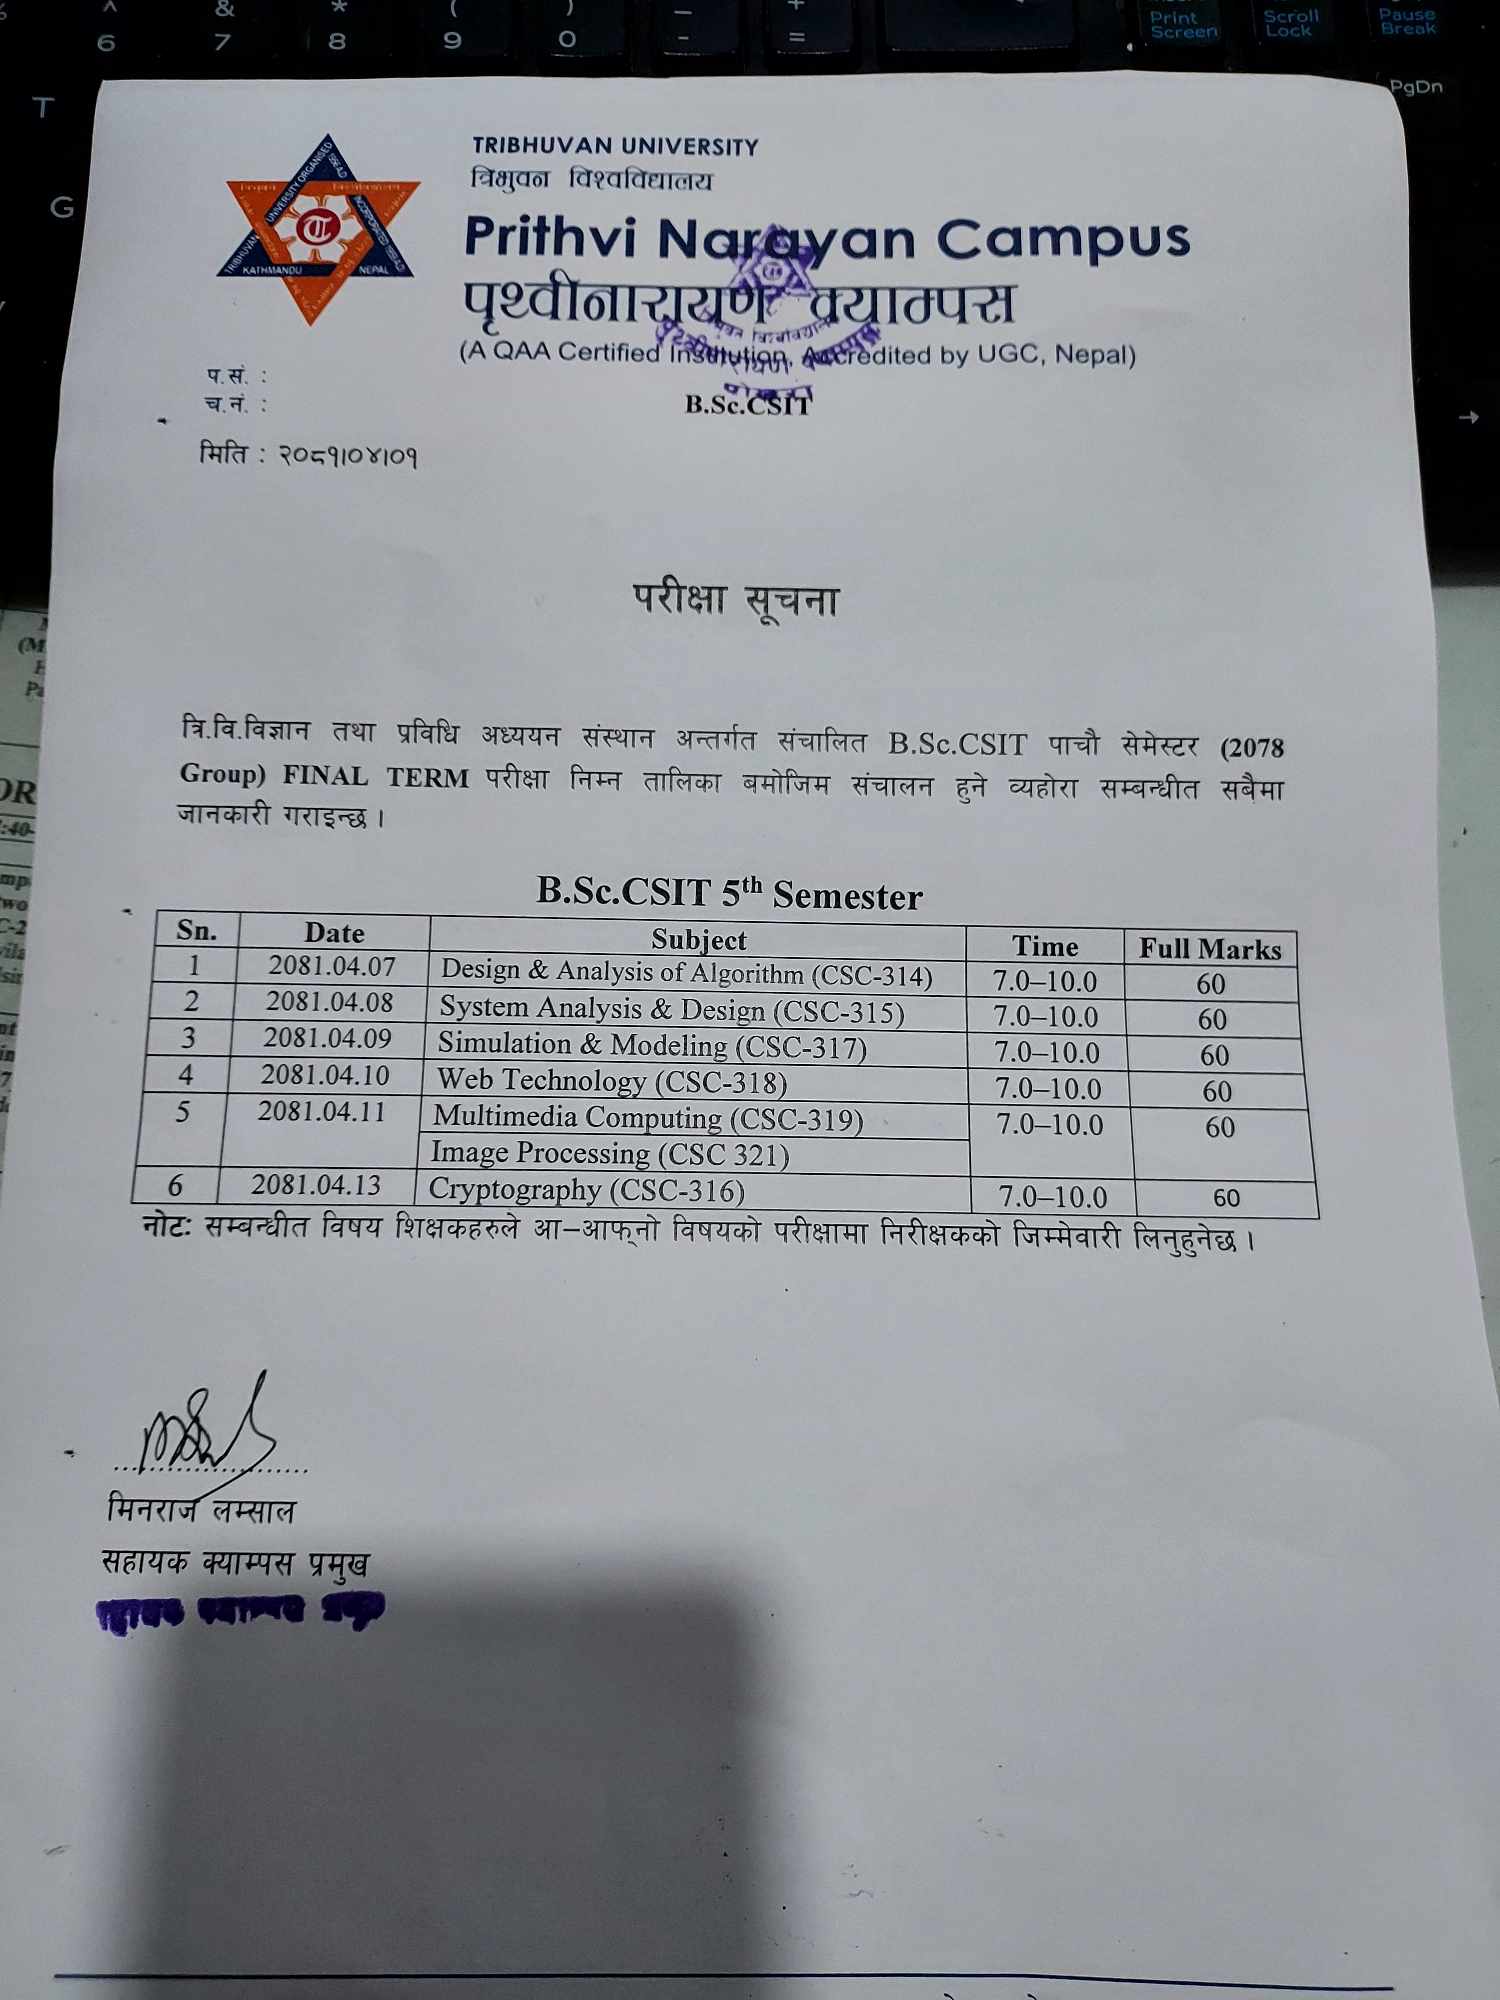 TRIBHUVAN UNIVERSITY
त्रिभुवन विश्वविद्यालय
Prithvi Narayan Campus
पृथ्वीनारायण क्याम्पस
(A QAA Certified Institution, Accredited by UGC, Nepal)
प.सं. :
च.नं. :
B.Sc.CSIT
मिति : २०८१।०४।०१
परीक्षा सूचना
त्रि.वि.विज्ञान तथा प्रविधि अध्ययन संस्थान अन्तर्गत संचालित B.Sc.CSIT पाचौ सेमेस्टर (2078
Group) FINAL TERM परीक्षा निम्न तालिका बमोजिम संचालन हुने व्यहोरा सम्बन्धीत सबैमा
जानकारी गराइन्छ ।
B.Sc.CSIT 5th Semester
Sn. Date Subject Time Full Marks
1 2081.04.07 Design & Analysis of Algorithm (CSC-314) 7.0–10.0 60
2 2081.04.08 System Analysis & Design (CSC-315) 7.0–10.0 60
3 2081.04.09 Simulation & Modeling (CSC-317) 7.0–10.0 60
4 2081.04.10 Web Technology (CSC-318) 7.0–10.0 60
5 2081.04.11 Multimedia Computing (CSC-319) 7.0–10.0 60
Image Processing (CSC 321)
6 2081.04.13 Cryptography (CSC-316) 7.0–10.0 60
नोटः सम्बन्धीत विषय शिक्षकहरुले आ–आफ्‌नो विषयको परीक्षामा निरीक्षकको जिम्मेवारी लिनुहुनेछ ।
मिनराज लम्साल
सहायक क्याम्पस प्रमुख